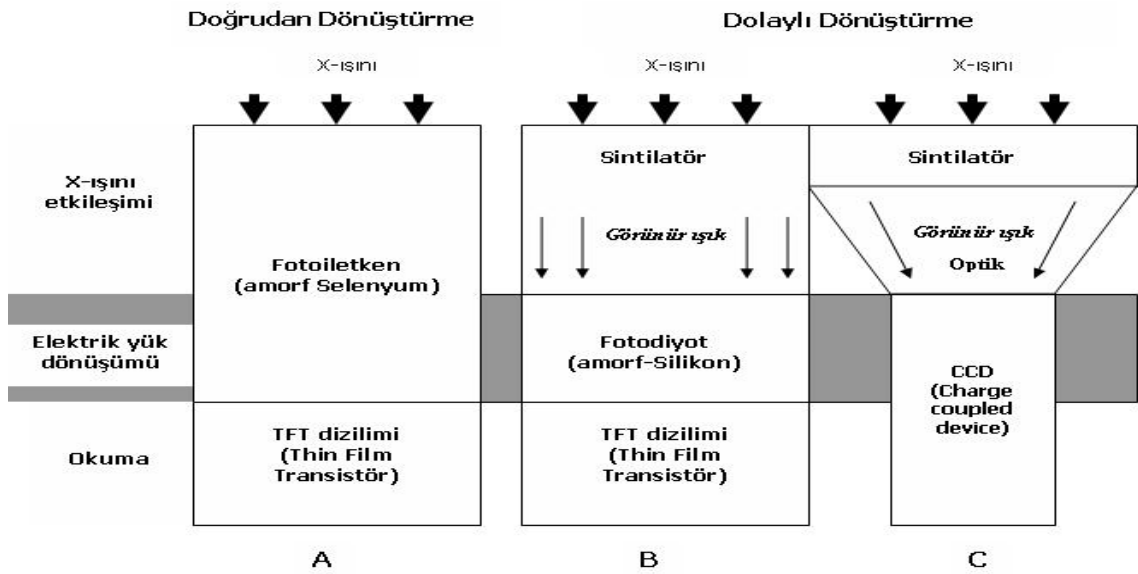 Doğrudan Dönüştürme
Dolaylı Dönüştürme
X-ışını
X-ışını
X-ışını
X-ışını
etkileşimi
Fotoiletken
(amorf Selenyum)
Sintilatör
Görünür ışık
Sintilatör
Görünür ışık
Optik
Elektrik yük
dönüşümü
Fotodiyot
(amorf-Silikon)
CCD
(Charge
coupled
device)
Okuma
TFT dizilimi
(Thin Film
Transistör)
TFT dizilimi
(Thin Film
Transistör)
A
B
C